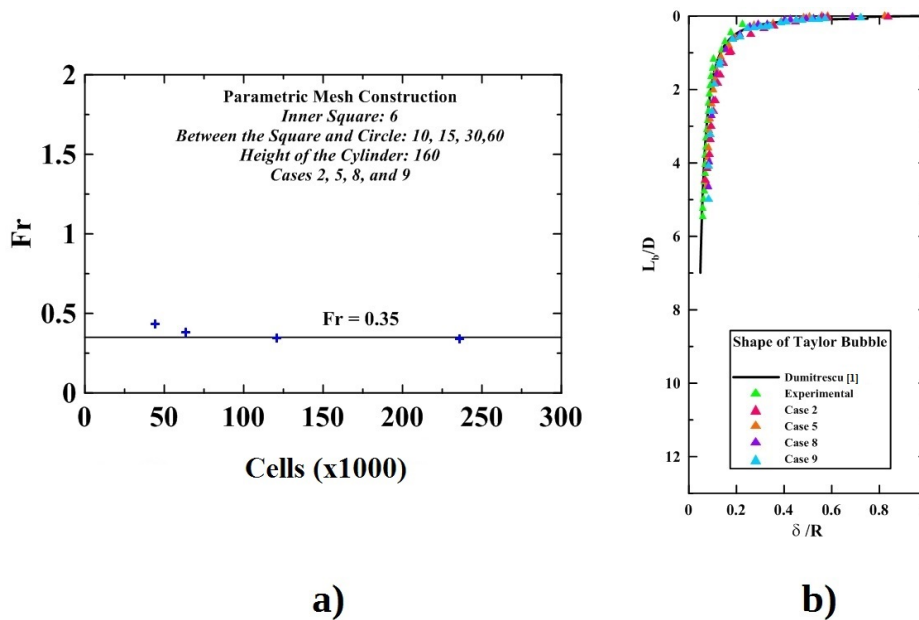 2
1.5
1
0.5
0
Fr
Parametric Mesh Construction
Inner Square: 6
Between the Square and Circle: 10, 15, 30,60
Height of the Cylinder: 160
Cases 2, 5, 8, and 9
Fr = 0.35
0 50 100 150 200 250 300
Cells (x1000)
a)
0
2
4
6
8
10
12
L_b/D
Shape of Taylor Bubble
Dumitrescu [1]
Experimental
Case 2
Case 5
Case 8
Case 9
0 0.2 0.4 0.6 0.8
δ /R
b)